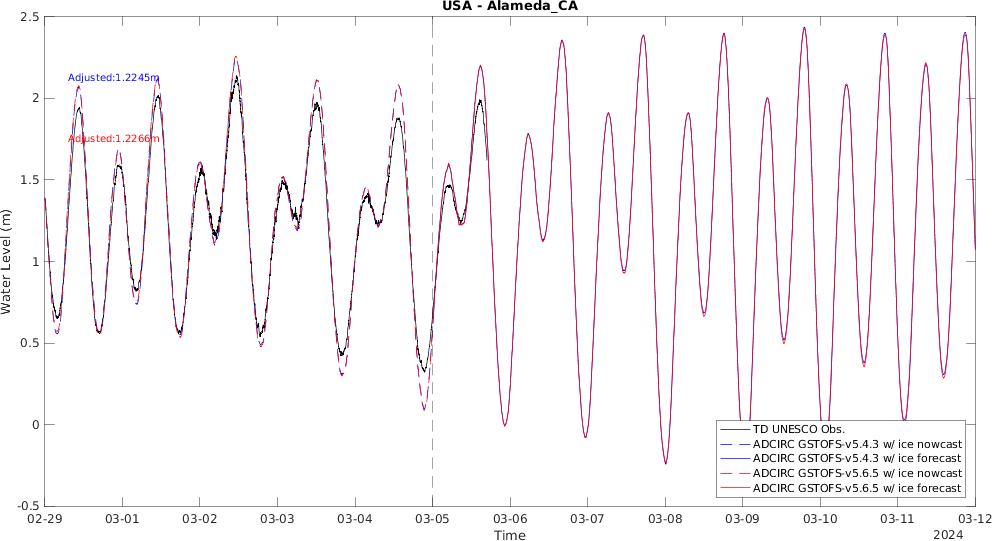 USA - Alameda_CA
2.5
2
1.5
1
0.5
0
-0.5
Water Level (m)
Adjusted:1.2245m
Adjusted:1.2266m
TD UNESCO Obs.
ADCIRC GSTOFS-v5.4.3 w/ ice nowcast
ADCIRC GSTOFS-v5.4.3 w/ ice forecast
ADCIRC GSTOFS-v5.6.5 w/ ice nowcast
ADCIRC GSTOFS-v5.6.5 w/ ice forecast
02-29 03-01 03-02 03-03 03-04 03-05 03-06 03-07 03-08 03-09 03-10 03-11 03-12
Time
2024